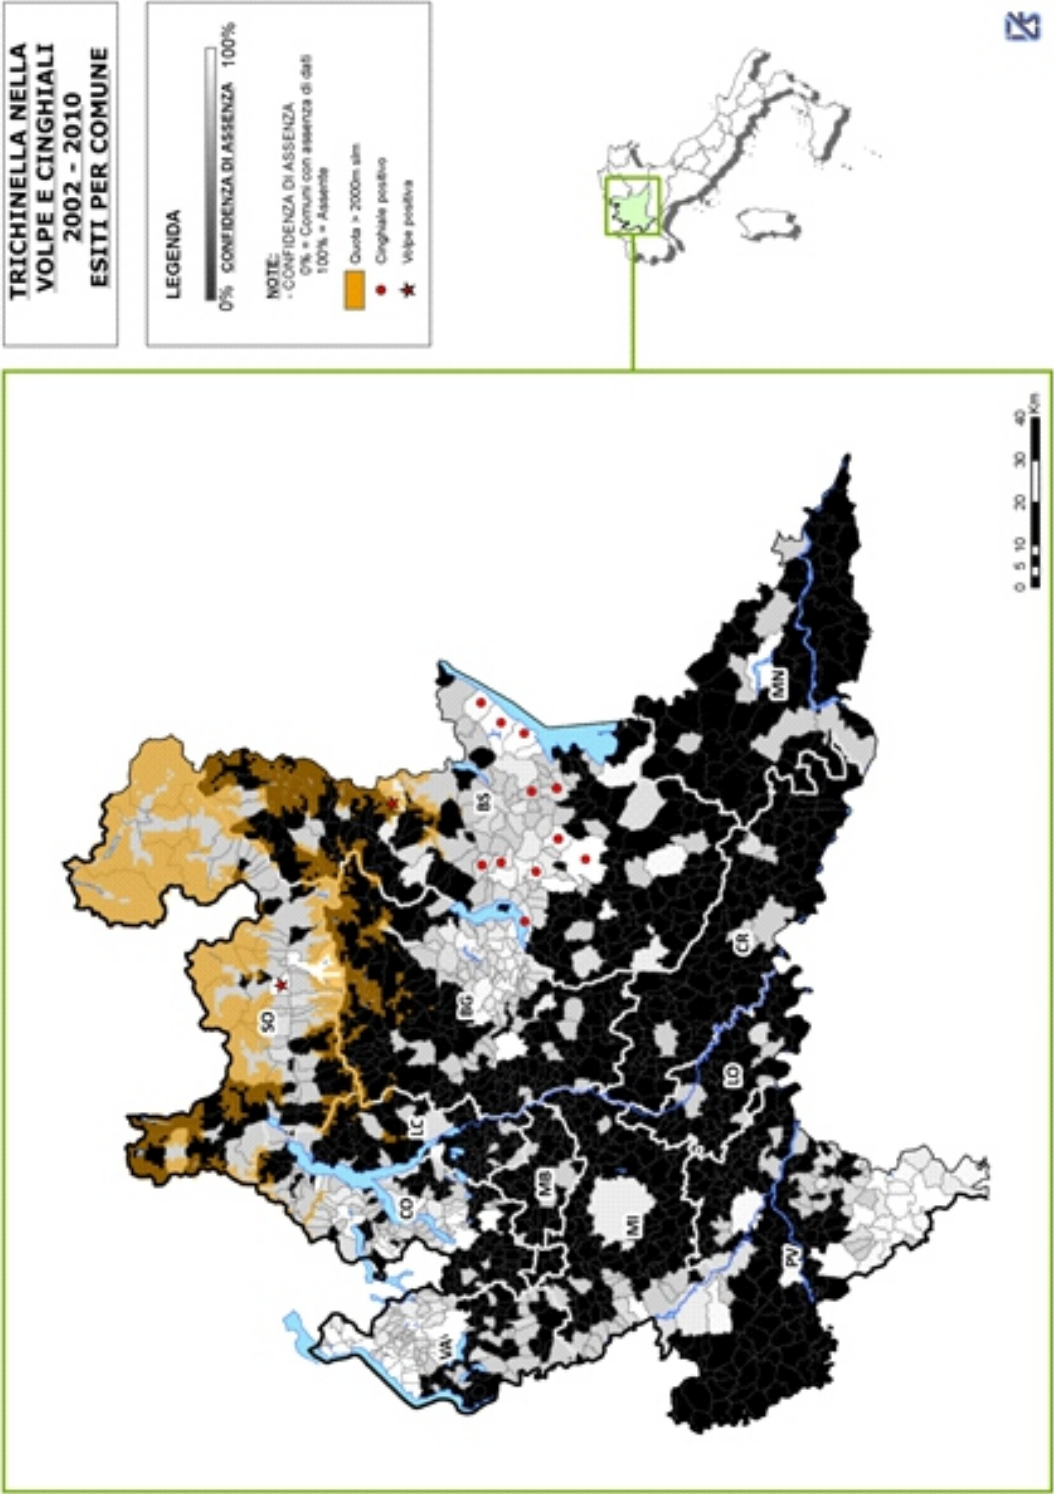 TRICHINELLA NELLA
VOLPE E CINGHIALI
2002 - 2010
ESITI PER COMUNE
LEGENDA
0% CONFIDENZA DI ASSENZA 100%
NOTE:
- CONFIDENZA DI ASSENZA
0% = Comuni con assenza di dati
100% = Assente
Quota > 2000m slm
Cinghiale positivo
Volpe positiva
IZS
SO
BS
BG
LC
CO
VA
MB
MI
LO
CR
MN
PV
0 5 10 20 30 40
Km